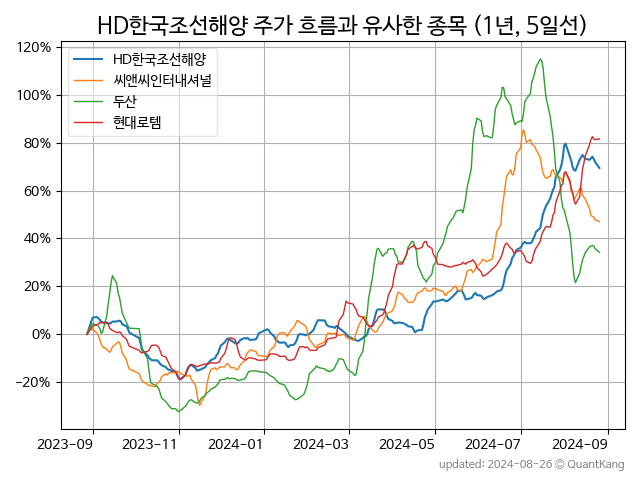 HD한국조선해양 주가 흐름과 유사한 종목 (1년, 5일선)
HD한국조선해양
씨앤씨인터내셔널
두산
현대로템
120%
100%
80%
60%
40%
20%
0%
−20%
2023-09 2023-11 2024-01 2024-03 2024-05 2024-07 2024-09
updated: 2024-08-26 © QuantKang